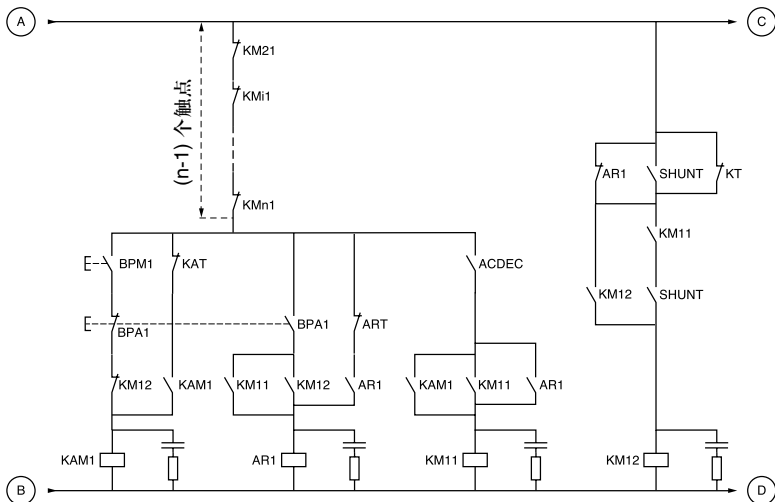 A
C
KM21
KMi1
(n-1) 个触点
KMn1
AR1
SHUNT
KT
KM11
BPM1
KAT
ACDEC
KM12
SHUNT
BPA1
BPA1
ART
KM12
KAM1
KM11
KM12
AR1
KAM1
KM11
AR1
KAM1
AR1
KM11
KM12
B
D